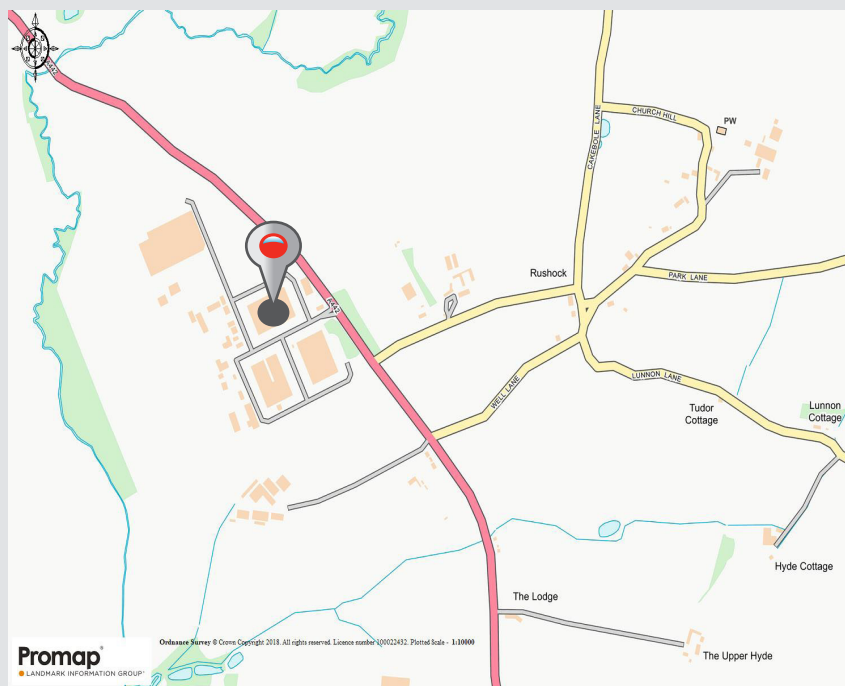 A442
CHURCH HILL
PW
CAKEBOLE LANE
Rushock
PARK LANE
A442
WELL LANE
LUNNON LANE
Tudor
Cottage
Lunnon
Cottage
Hyde Cottage
The Lodge
The Upper Hyde
Ordnance Survey © Crown Copyright 2018. All rights reserved. Licence number 100022432. Plotted Scale - 1:10000
Promap®
LANDMARK INFORMATION GROUP®